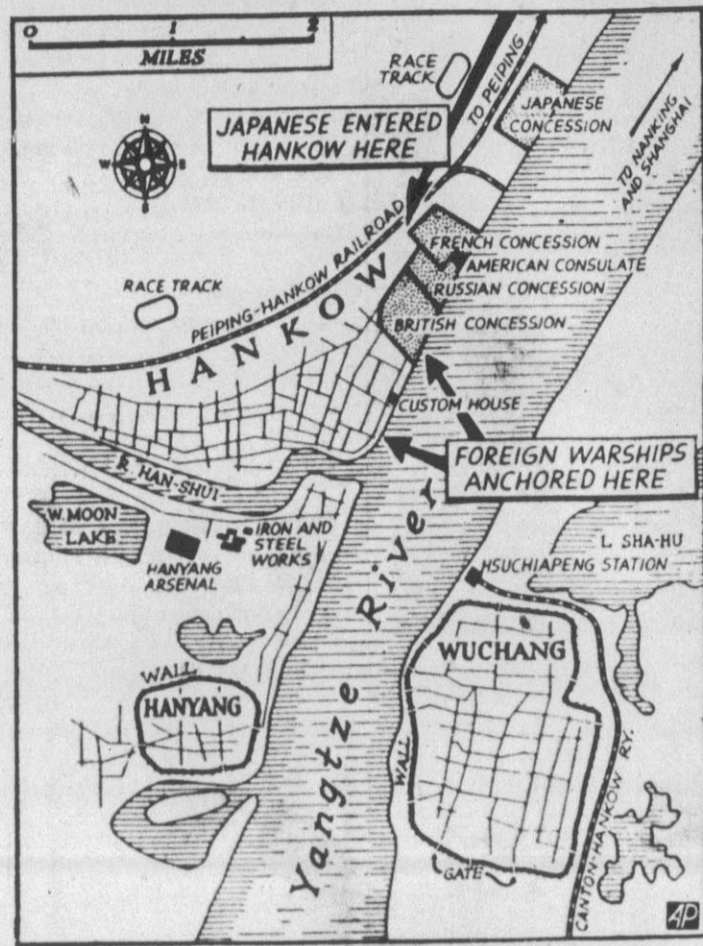 0 1 2
MILES
RACE
TRACK
TO PEIPING
JAPANESE
CONCESSION
TO NANKING
AND SHANGHAI
JAPANESE ENTERED
HANKOW HERE
N
W E
S
FRENCH CONCESSION
AMERICAN CONSULATE
RUSSIAN CONCESSION
BRITISH CONCESSION
RACE TRACK
PEIPING-HANKOW RAILROAD
HANKOW
CUSTOM HOUSE
FOREIGN WARSHIPS
ANCHORED HERE
R. HAN-SHUI
W. MOON
LAKE
HANYANG
ARSENAL
IRON AND
STEEL
WORKS
L. SHA-HU
HSUCHIAPENG STATION
Yangtze River
WALL
HANYANG
WUCHANG
WALL
GATE
CANTON-HANKOW RY.
AP